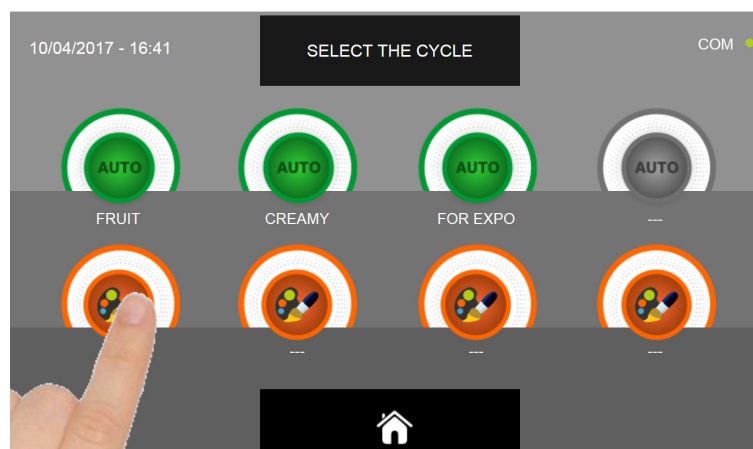 10/04/2017 - 16:41
SELECT THE CYCLE
COM
AUTO
AUTO
AUTO
AUTO
FRUIT
CREAMY
FOR EXPO
---
---
---
---